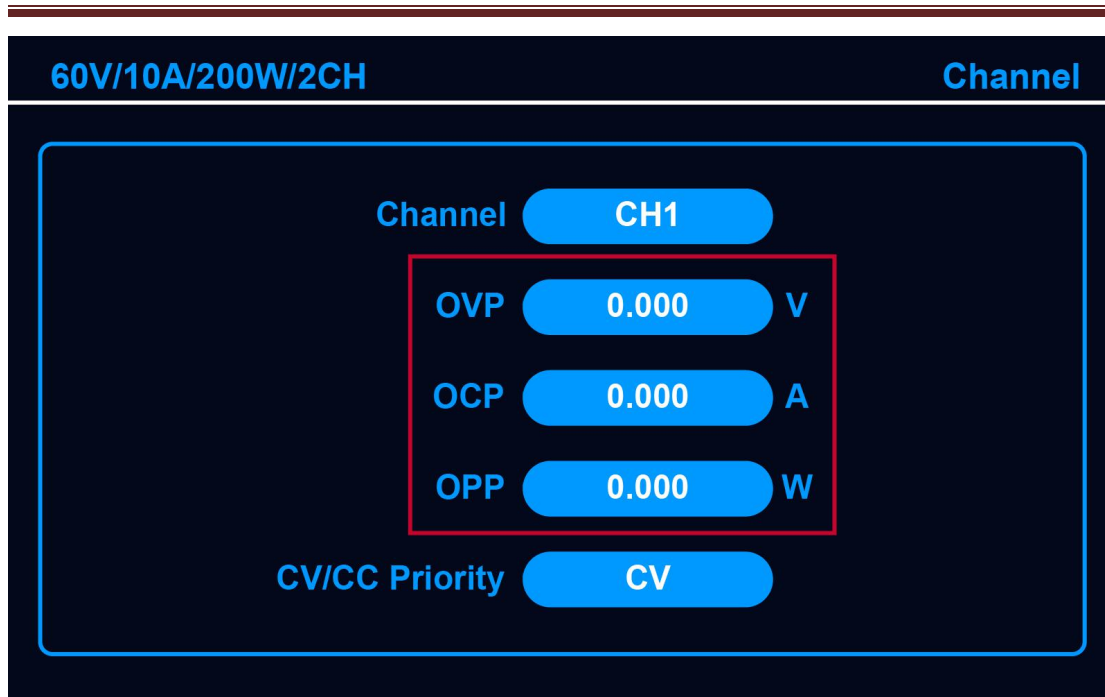 60V/10A/200W/2CH Channel
Channel CH1
OVP 0.000 V
OCP 0.000 A
OPP 0.000 W
CV/CC Priority CV